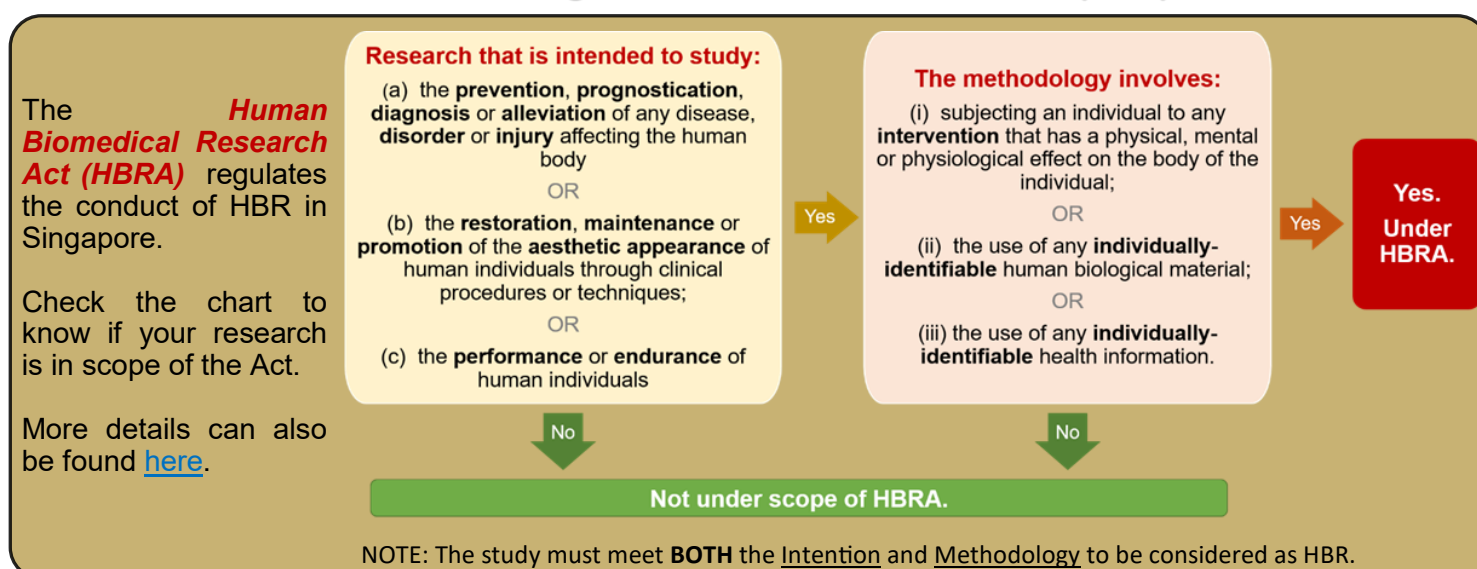 The Human
Biomedical Research
Act (HBRA) regulates
the conduct of HBR in
Singapore.
Check the chart to
know if your research
is in scope of the Act.
More details can also
be found here.
Research that is intended to study:
(a) the prevention, prognostication,
diagnosis or alleviation of any disease,
disorder or injury affecting the human
body
OR
(b) the restoration, maintenance or
promotion of the aesthetic appearance of
human individuals through clinical
procedures or techniques;
OR
(c) the performance or endurance of
human individuals
Yes
The methodology involves:
(i) subjecting an individual to any
intervention that has a physical, mental
or physiological effect on the body of the
individual;
OR
(ii) the use of any individually-
identifiable human biological material;
OR
(iii) the use of any individually-
identifiable health information.
Yes
Yes.
Under
HBRA.
No
No
Not under scope of HBRA.
NOTE: The study must meet BOTH the Intention and Methodology to be considered as HBR.